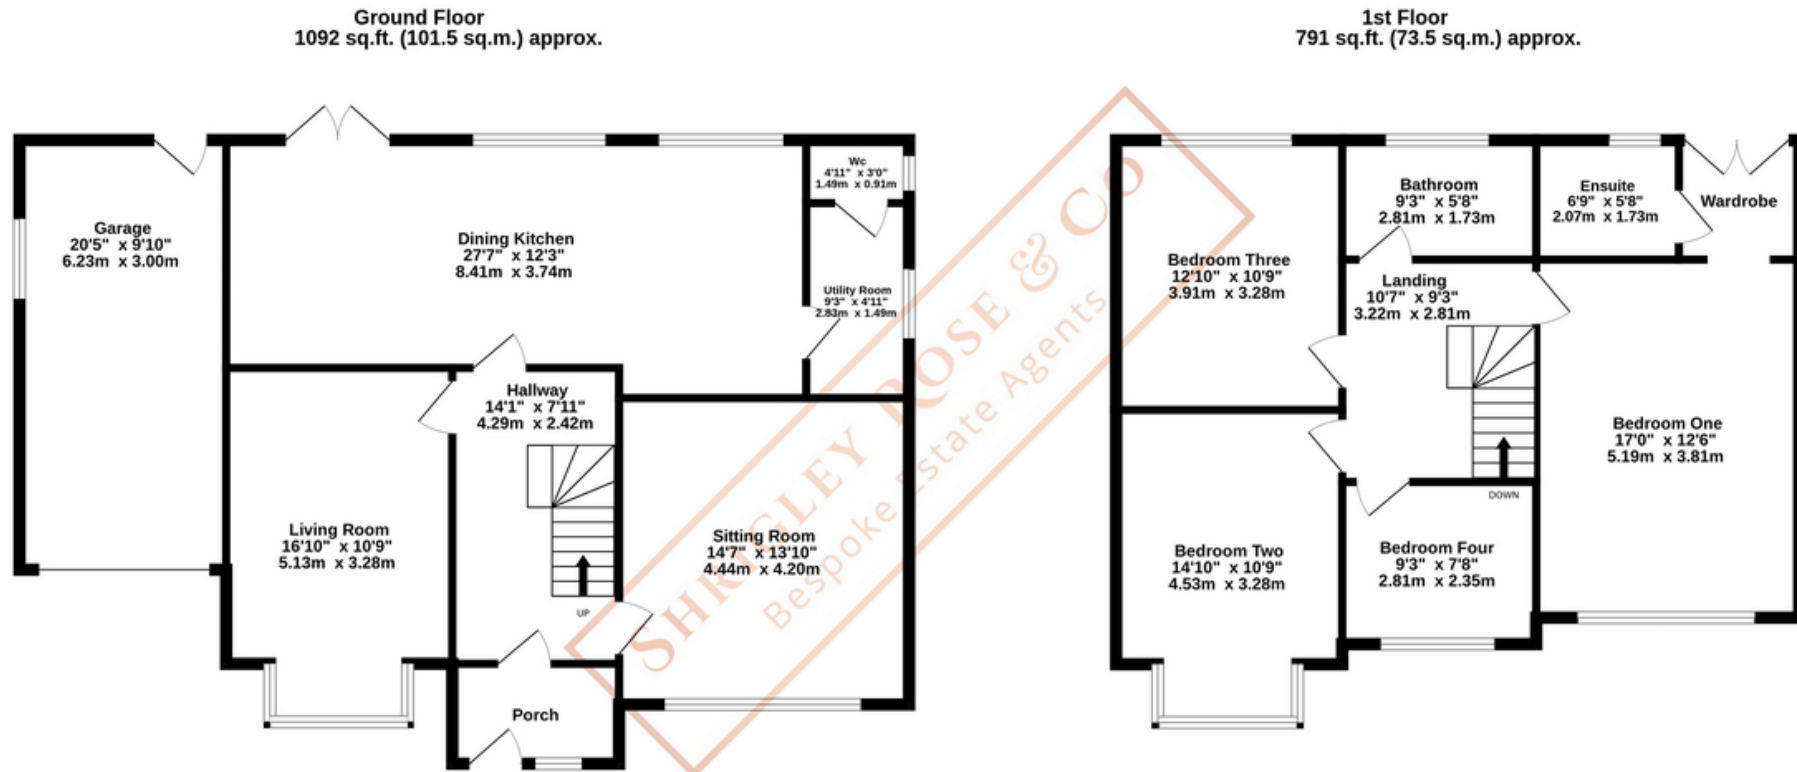 Ground Floor
1092 sq.ft. (101.5 sq.m.) approx.
1st Floor
791 sq.ft. (73.5 sq.m.) approx.
Garage
20'5" x 9'10"
6.23m x 3.00m
Dining Kitchen
27'7" x 12'3"
8.41m x 3.74m
Wc
4'11" x 3'0"
1.49m x 0.91m
Utility Room
9'3" x 4'11"
2.83m x 1.49m
Hallway
14'1" x 7'11"
4.29m x 2.42m
Living Room
16'10" x 10'9"
5.13m x 3.28m
Sitting Room
14'7" x 13'10"
4.44m x 4.20m
UP
Porch
SHRIGLEY ROSE & CO
Bespoke Estate Agents
Bedroom Three
12'10" x 10'9"
3.91m x 3.28m
Bathroom
9'3" x 5'8"
2.81m x 1.73m
Ensuite
6'9" x 5'8"
2.07m x 1.73m
Wardrobe
Landing
10'7" x 9'3"
3.22m x 2.81m
Bedroom One
17'0" x 12'6"
5.19m x 3.81m
DOWN
Bedroom Two
14'10" x 10'9"
4.53m x 3.28m
Bedroom Four
9'3" x 7'8"
2.81m x 2.35m